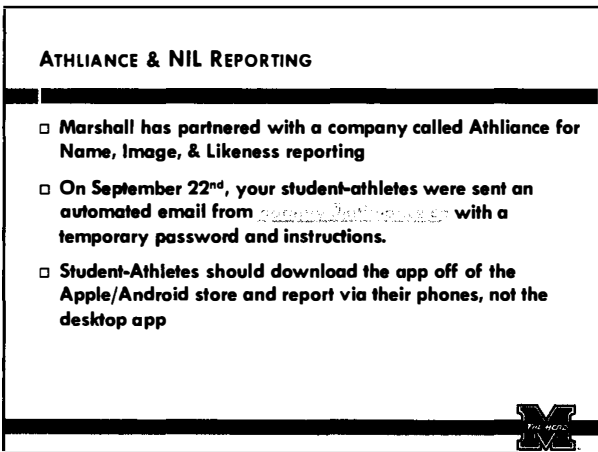 ATHLIANCE & NIL REPORTING
□ Marshall has partnered with a company called Athliance for
Name, Image, & Likeness reporting
□ On September 22nd, your student-athletes were sent an
automated email from with a
temporary password and instructions.
□ Student-Athletes should download the app off of the
Apple/Android store and report via their phones, not the
desktop app
THE HERD